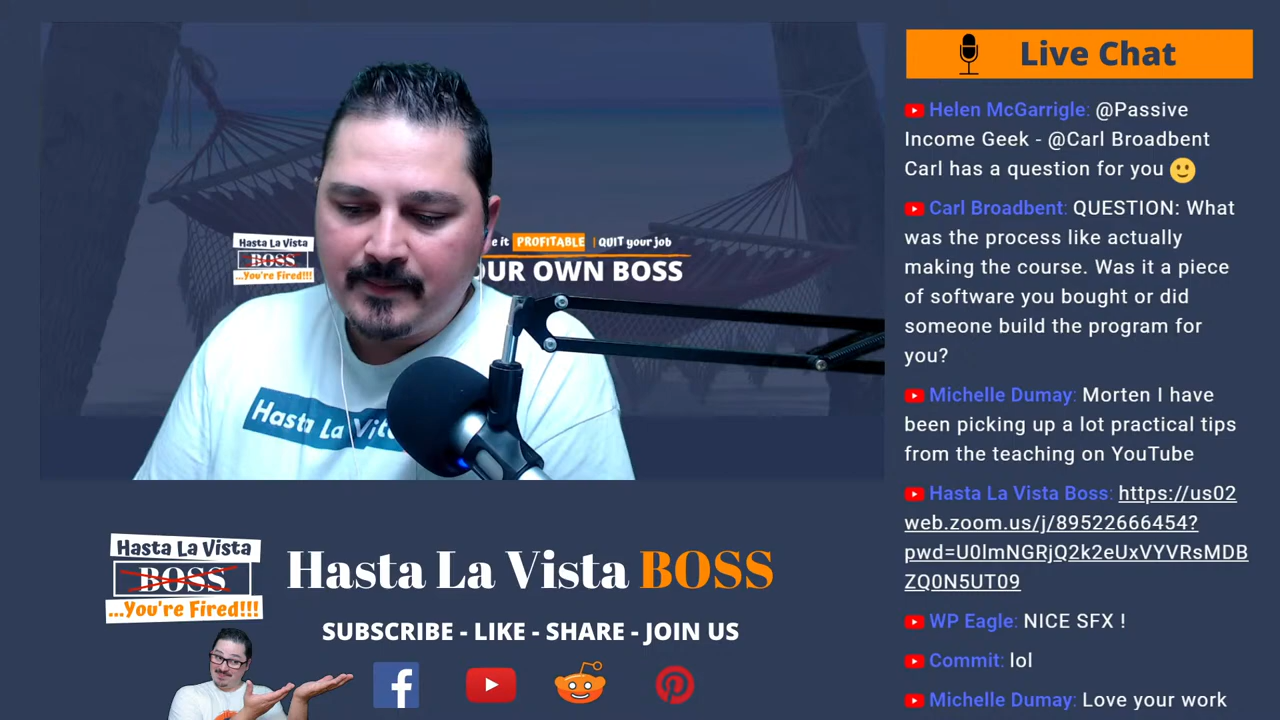 Live Chat
Helen McGarrigle: @Passive
Income Geek - @Carl Broadbent
Carl has a question for you
Carl Broadbent: QUESTION: What
was the process like actually
making the course. Was it a piece
of software you bought or did
someone build the program for
you?
Michelle Dumay: Morten I have
been picking up a lot practical tips
from the teaching on YouTube
Hasta La Vista Boss: https://us02
web.zoom.us/j/89522666454?
pwd=U0lmNGRjQ2k2eUxVYVRsMDB
ZQ0N5UT09
WP Eagle: NICE SFX !
Commit: lol
Michelle Dumay: Love your work
Hasta La Vista
BOSS
...You're Fired!!!
e it PROFITABLE | QUIT your job
OUR OWN BOSS
Hasta La Vist
Hasta La Vista
BOSS
...You're Fired!!!
Hasta La Vista BOSS
SUBSCRIBE - LIKE - SHARE - JOIN US